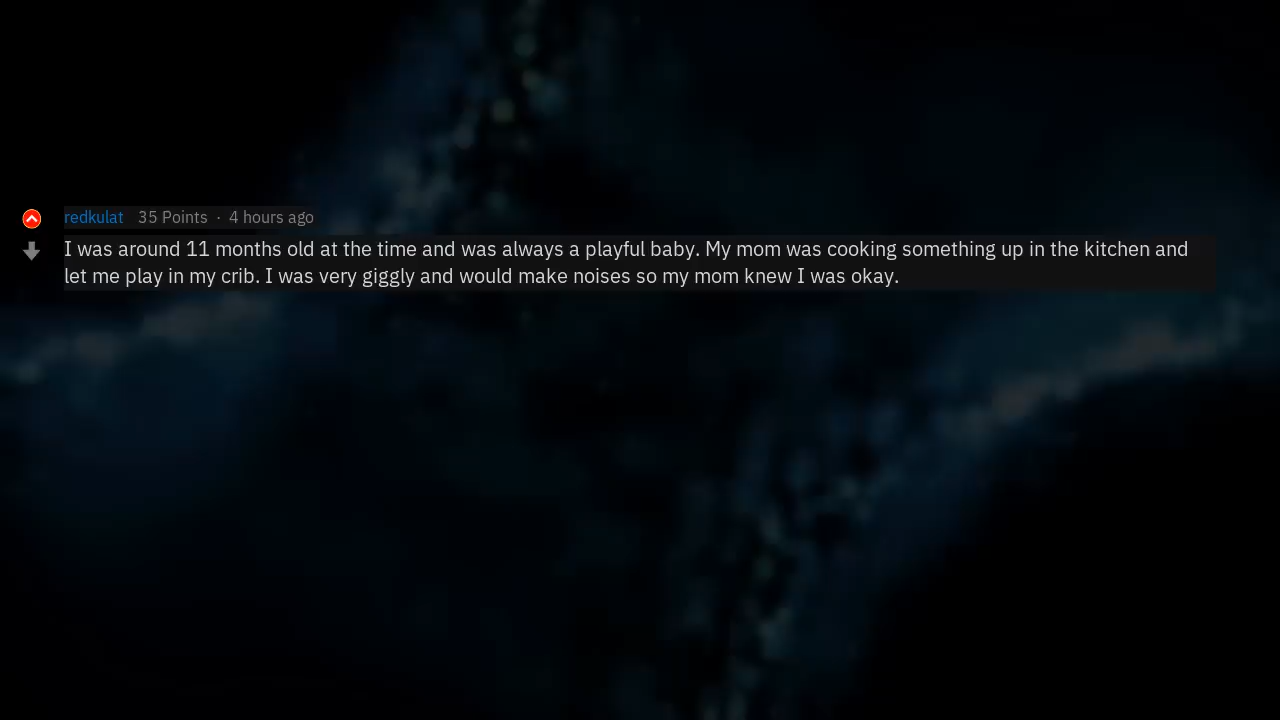 redkulat 35 Points · 4 hours ago
I was around 11 months old at the time and was always a playful baby. My mom was cooking something up in the kitchen and
let me play in my crib. I was very giggly and would make noises so my mom knew I was okay.